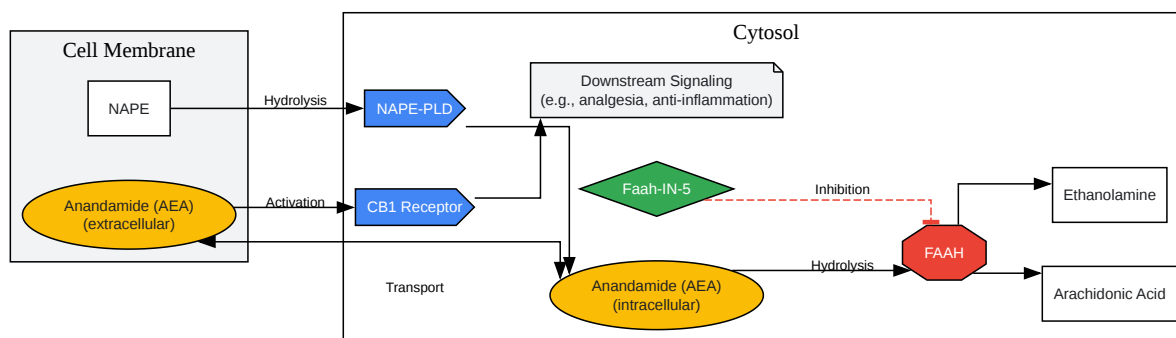 Cell Membrane
Cytosol
NAPE
Hydrolysis
NAPE-PLD
Downstream Signaling
(e.g., analgesia, anti-inflammation)
Anandamide (AEA)
(extracellular)
Activation
CB1 Receptor
Faah-IN-5
Inhibition
Ethanolamine
FAAH
Transport
Anandamide (AEA)
(intracellular)
Hydrolysis
Arachidonic Acid